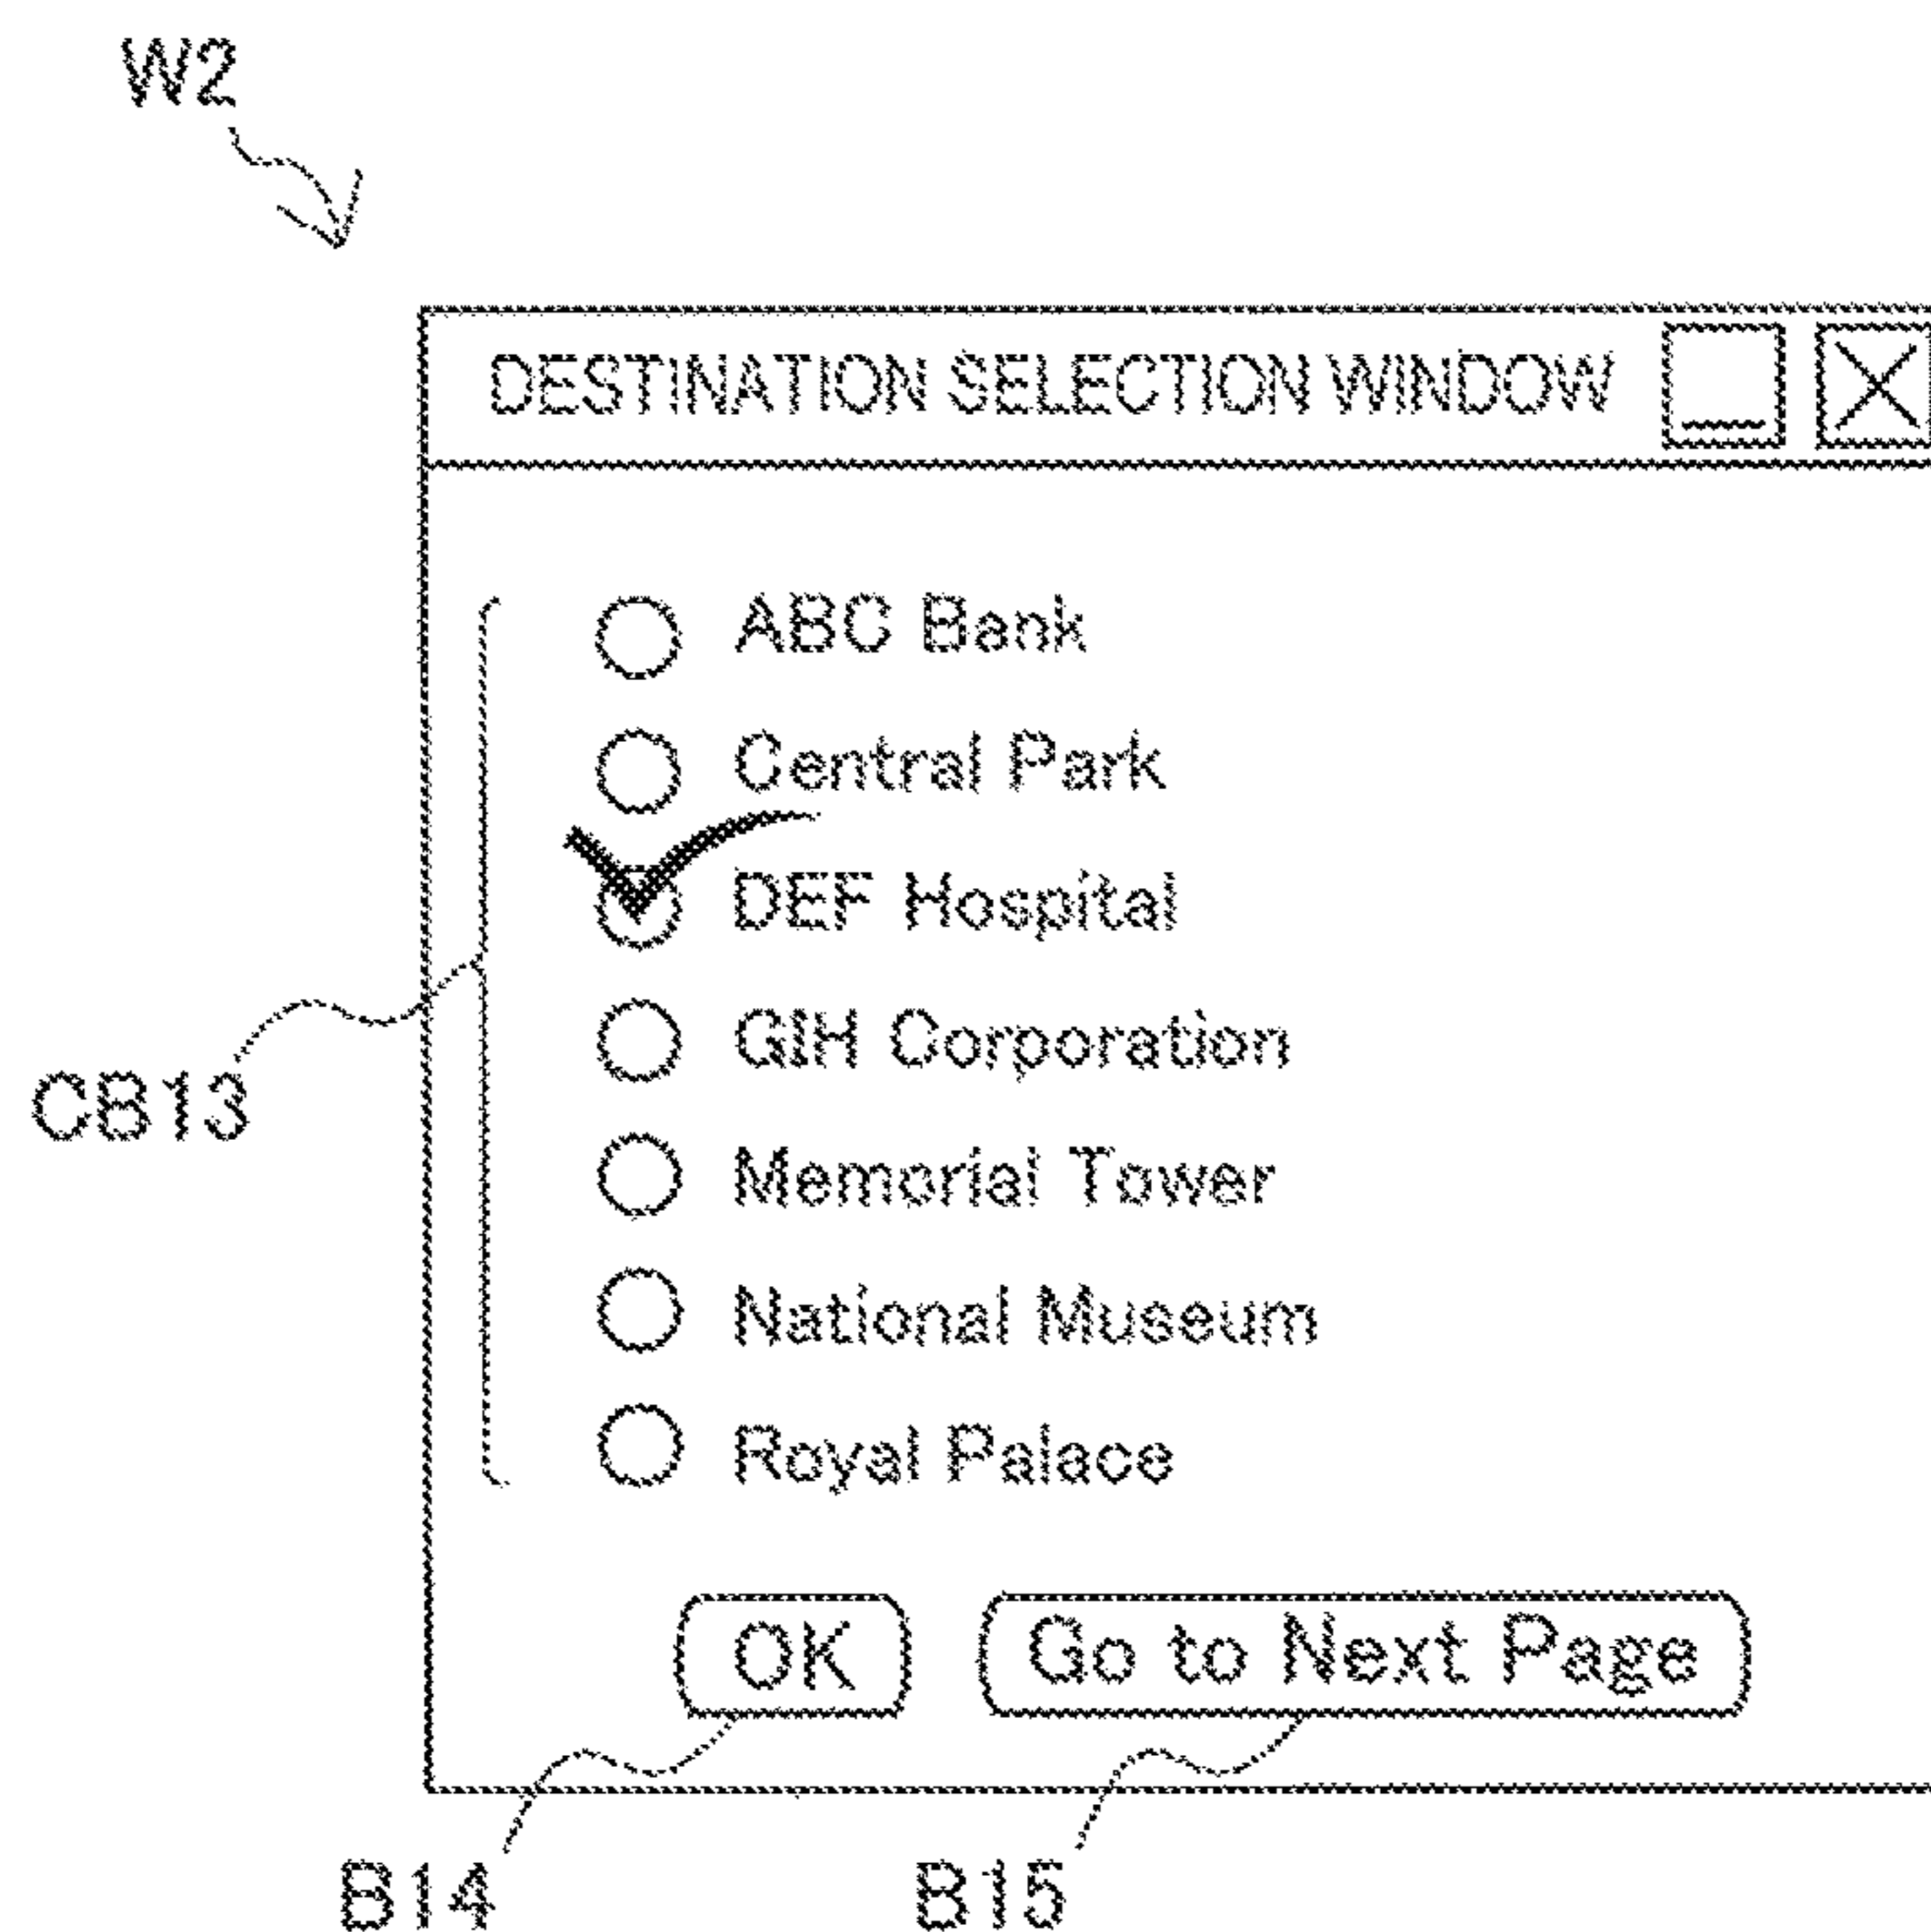 W2
DESTINATION SELECTION WINDOW
ABC Bank
Central Park
DEF Hospital
GIH Corporation
CB13
Memorial Tower
National Museum
Royal Palace
OK Go to Next Page
B14 B15